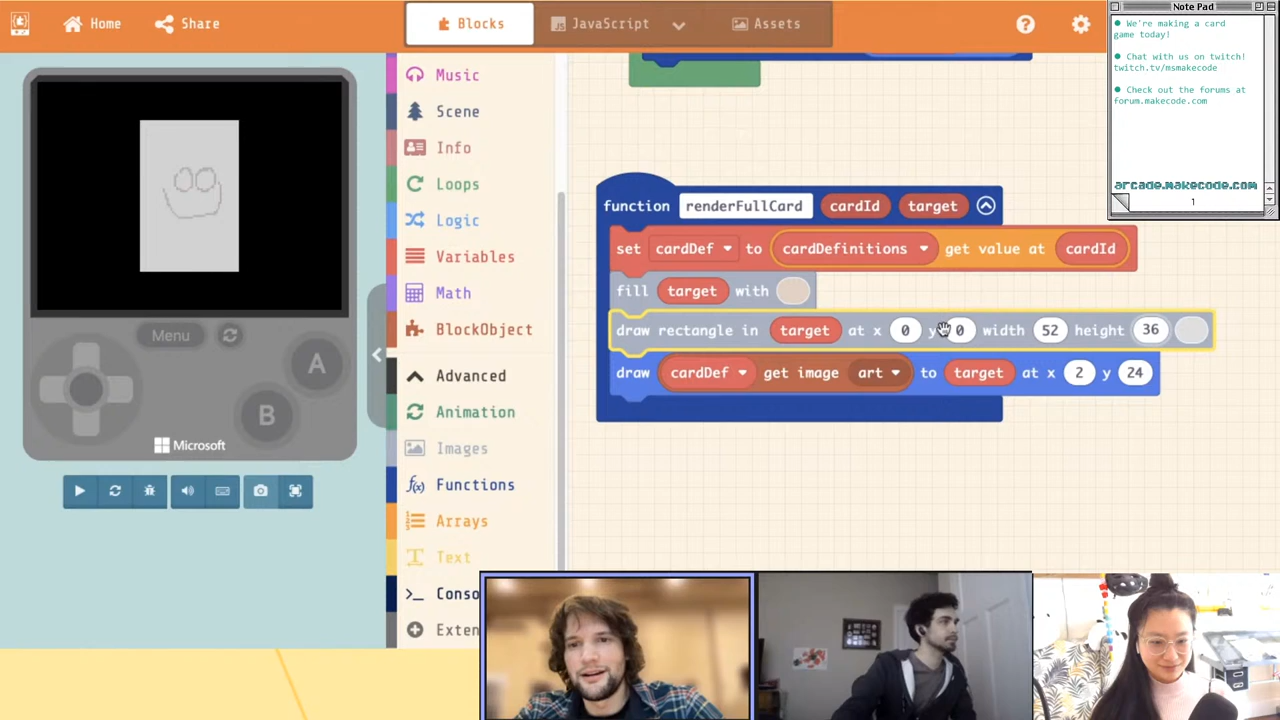 Home
Share
Blocks
JavaScript
Assets
Note Pad
We're making a card
game today!
Chat with us on twitch!
twitch.tv/msmakecode
Check out the forums at
forum.makecode.com
arcade.makecode.com
1
Menu
A
B
Microsoft
Music
Scene
Info
Loops
Logic
Variables
Math
BlockObject
Advanced
Animation
Images
Functions
Arrays
Text
Conso
Exten
function renderFullCard cardId target
set cardDef to cardDefinitions get value at cardId
fill target with
draw rectangle in target at x 0 y 0 width 52 height 36
draw cardDef get image art to target at x 2 y 24